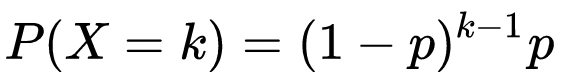 P(X = k) = (1 − p)^{k−1}p